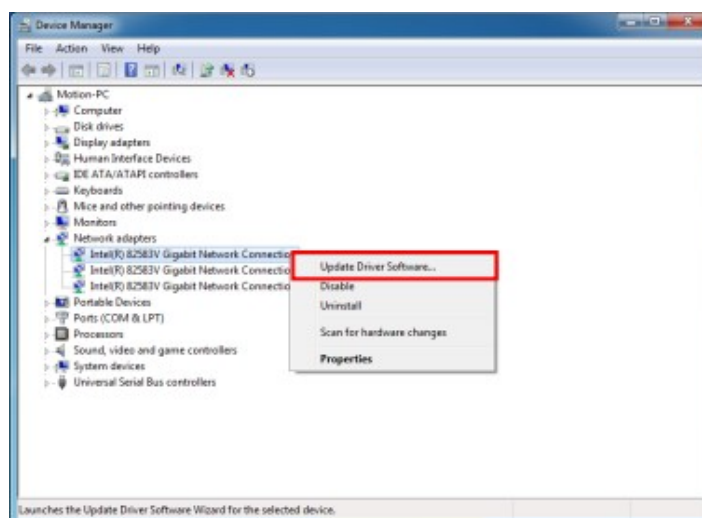 Device Manager
File Action View Help
Motion-PC
Computer
Disk drives
Display adapters
Human Interface Devices
IDE ATA/ATAPI controllers
Keyboards
Mice and other pointing devices
Monitors
Network adapters
Intel(R) 82583V Gigabit Network Connectio
Intel(R) 82583V Gigabit Network Connectio
Intel(R) 82583V Gigabit Network Connectio
Portable Devices
Ports (COM & LPT)
Processors
Sound, video and game controllers
System devices
Universal Serial Bus controllers
Update Driver Software...
Disable
Uninstall
Scan for hardware changes
Properties
Launches the Update Driver Software Wizard for the selected device.